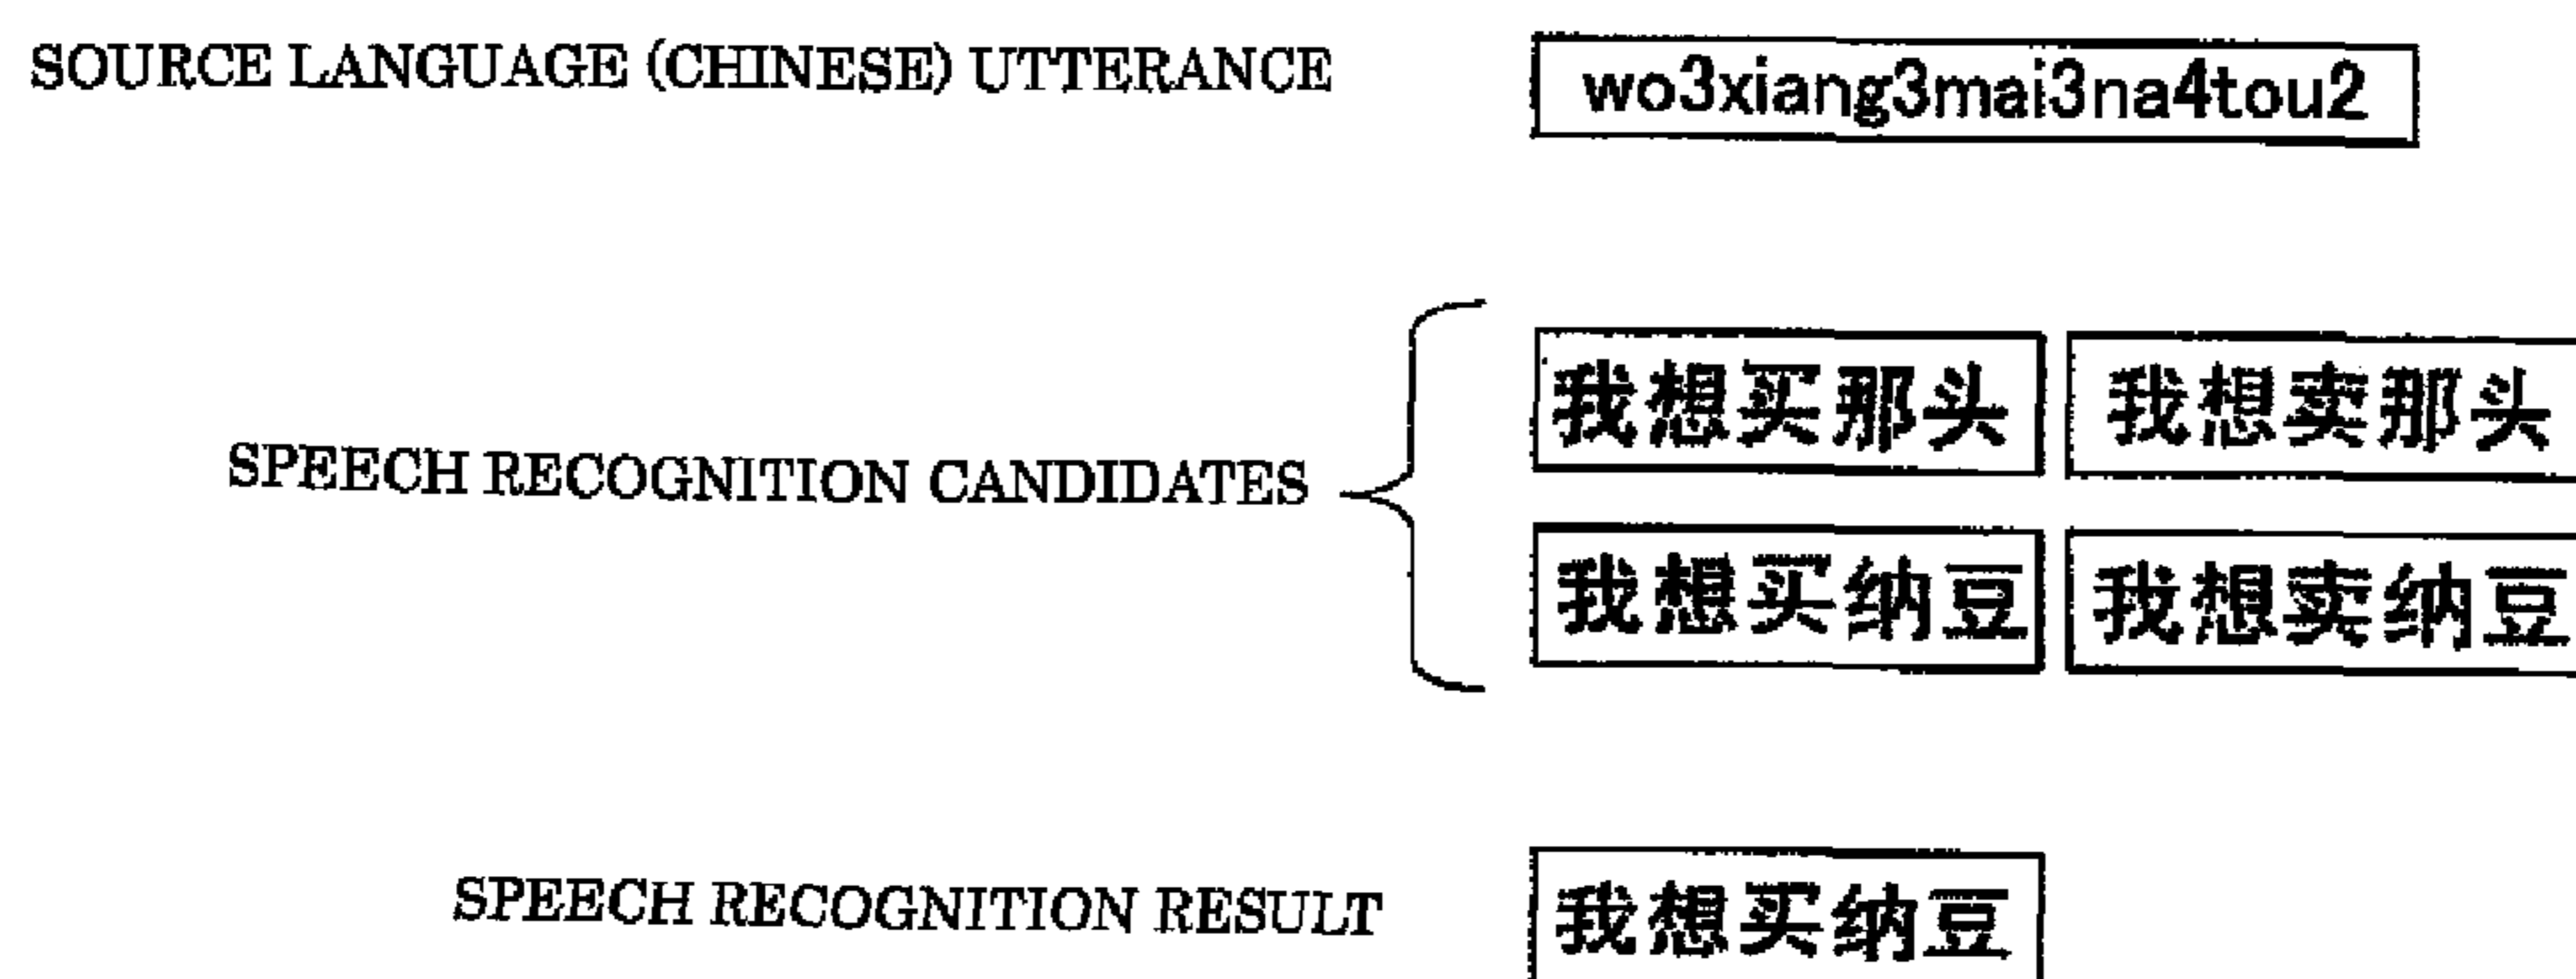 SOURCE LANGUAGE (CHINESE) UTTERANCE wo3xiang3mai3na4tou2
我想买那头 我想卖那头
SPEECH RECOGNITION CANDIDATES
我想买纳豆 我想卖纳豆
SPEECH RECOGNITION RESULT 我想买纳豆